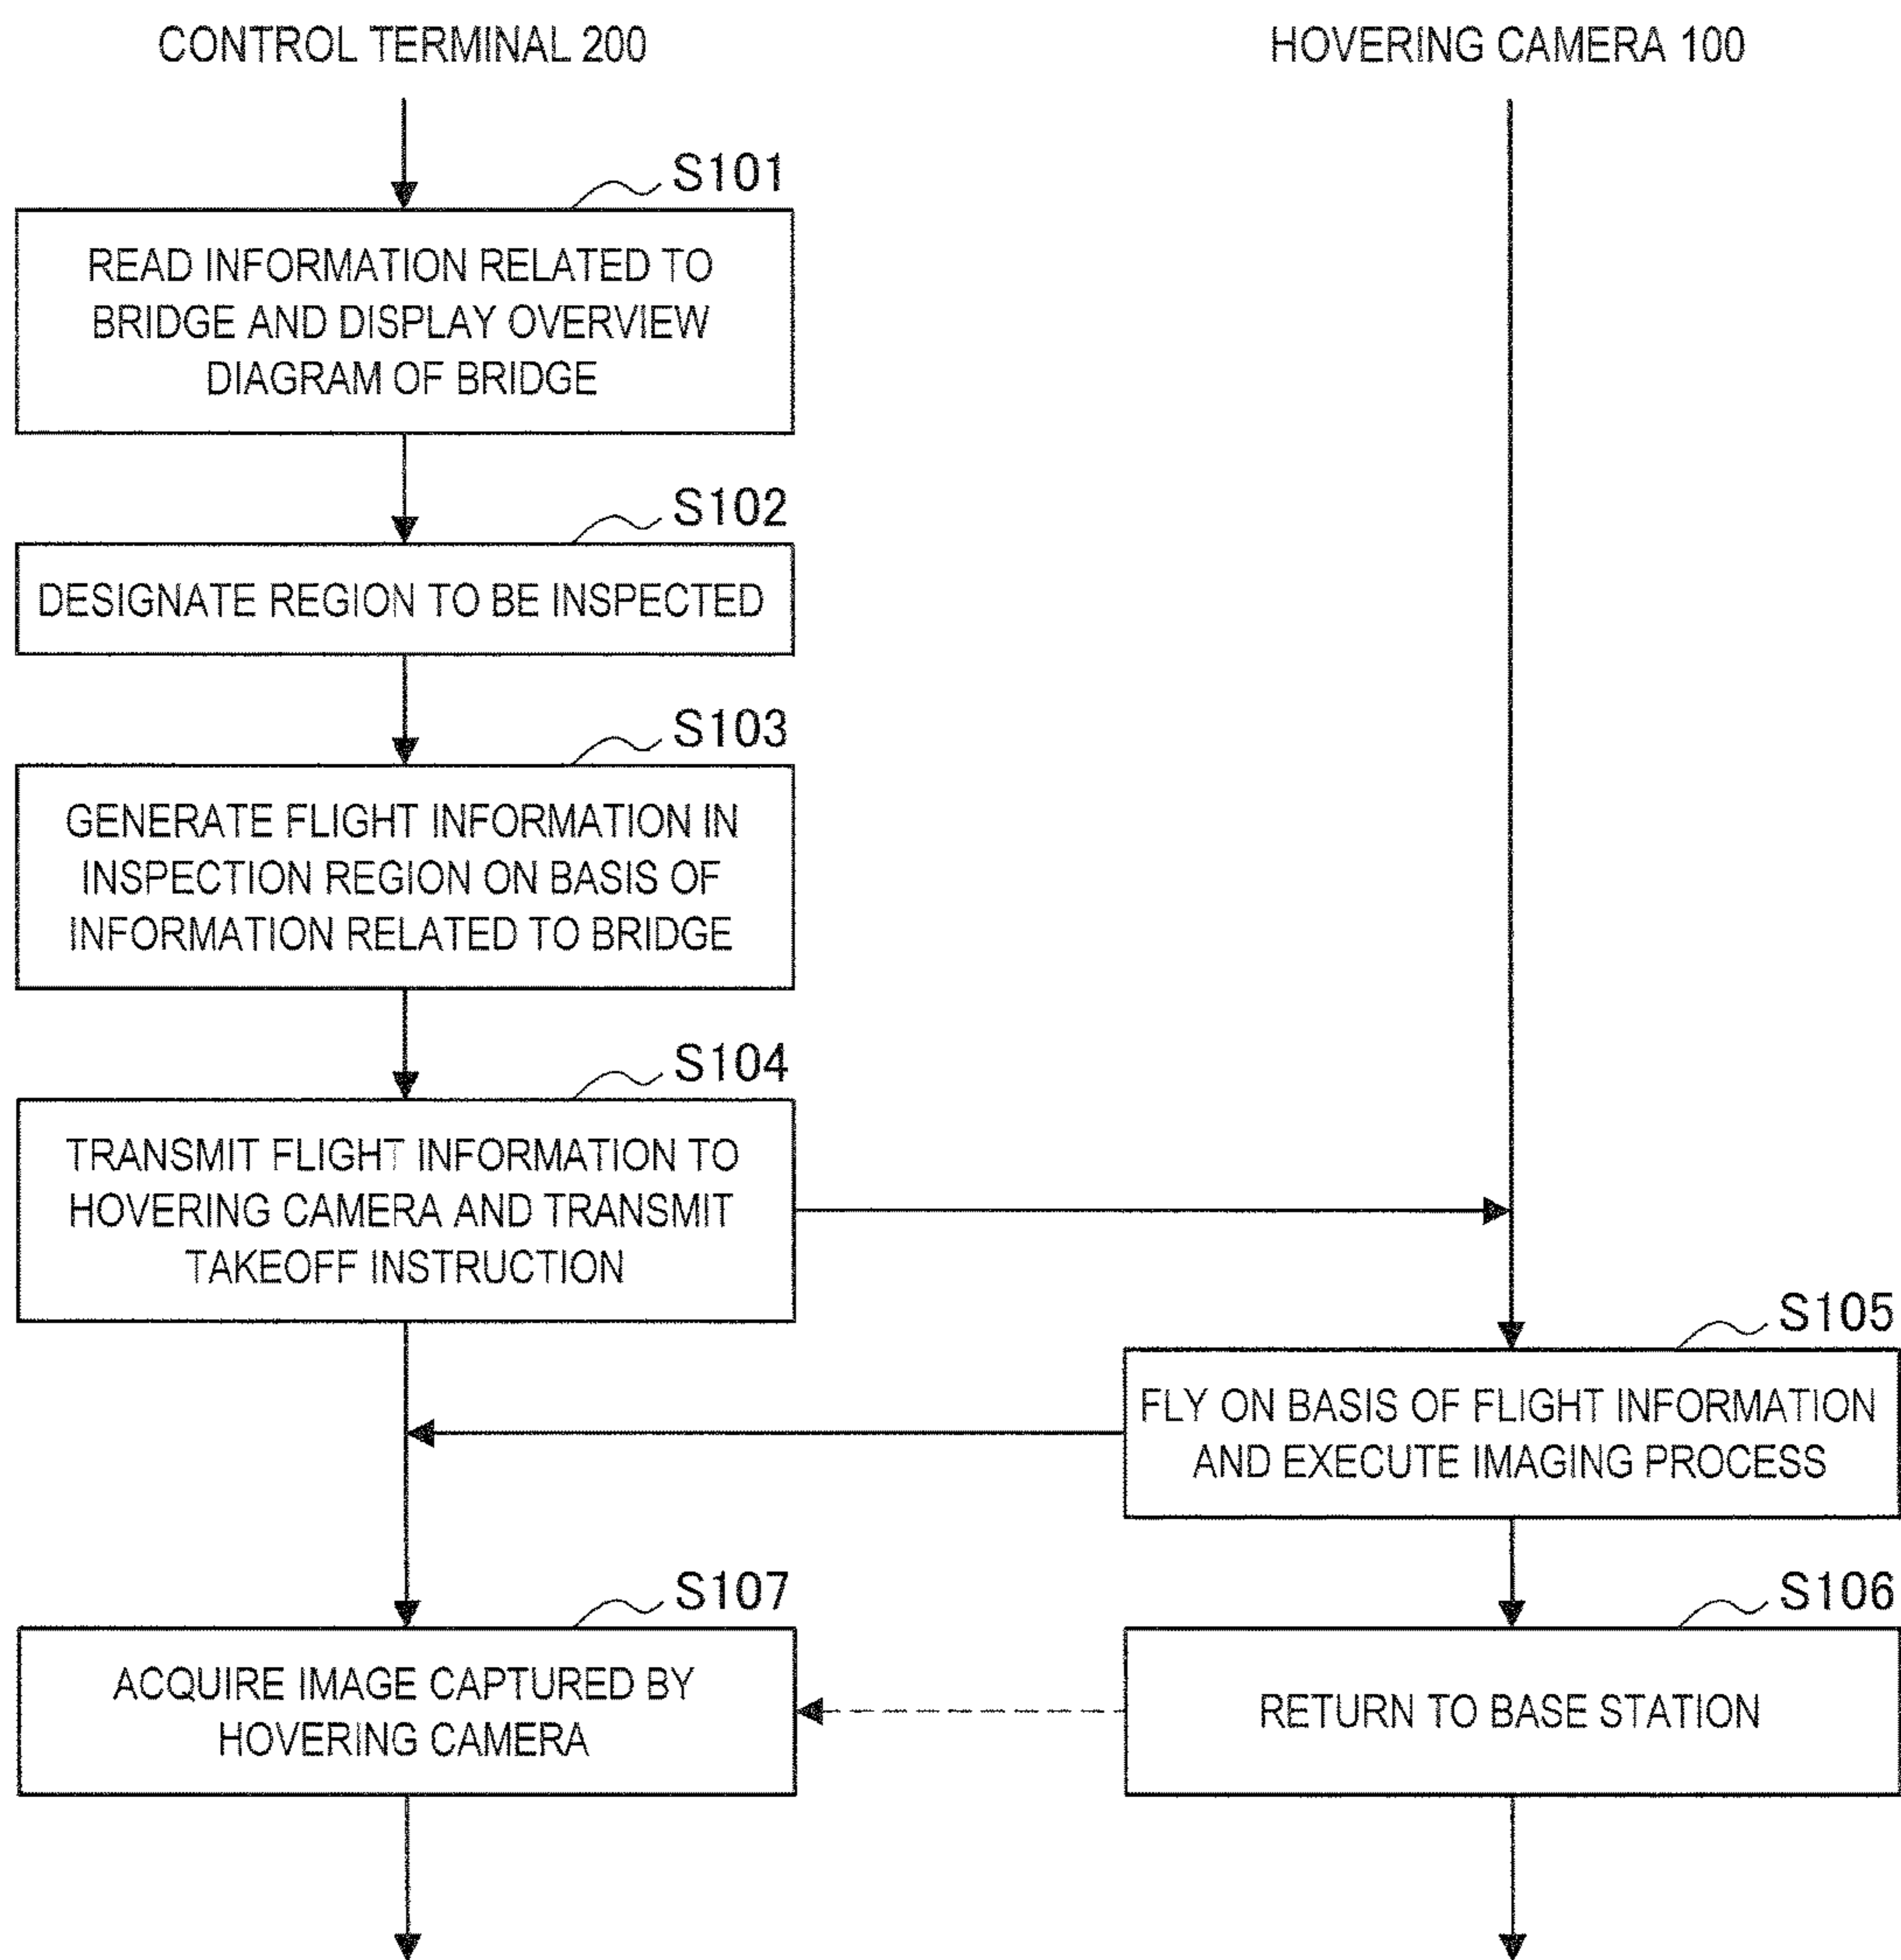 CONTROL TERMINAL 200
HOVERING CAMERA 100
S101
READ INFORMATION RELATED TO
BRIDGE AND DISPLAY OVERVIEW
DIAGRAM OF BRIDGE
S102
DESIGNATE REGION TO BE INSPECTED
S103
GENERATE FLIGHT INFORMATION IN
INSPECTION REGION ON BASIS OF
INFORMATION RELATED TO BRIDGE
S104
TRANSMIT FLIGHT INFORMATION TO
HOVERING CAMERA AND TRANSMIT
TAKEOFF INSTRUCTION
S105
FLY ON BASIS OF FLIGHT INFORMATION
AND EXECUTE IMAGING PROCESS
S107
ACQUIRE IMAGE CAPTURED BY
HOVERING CAMERA
S106
RETURN TO BASE STATION